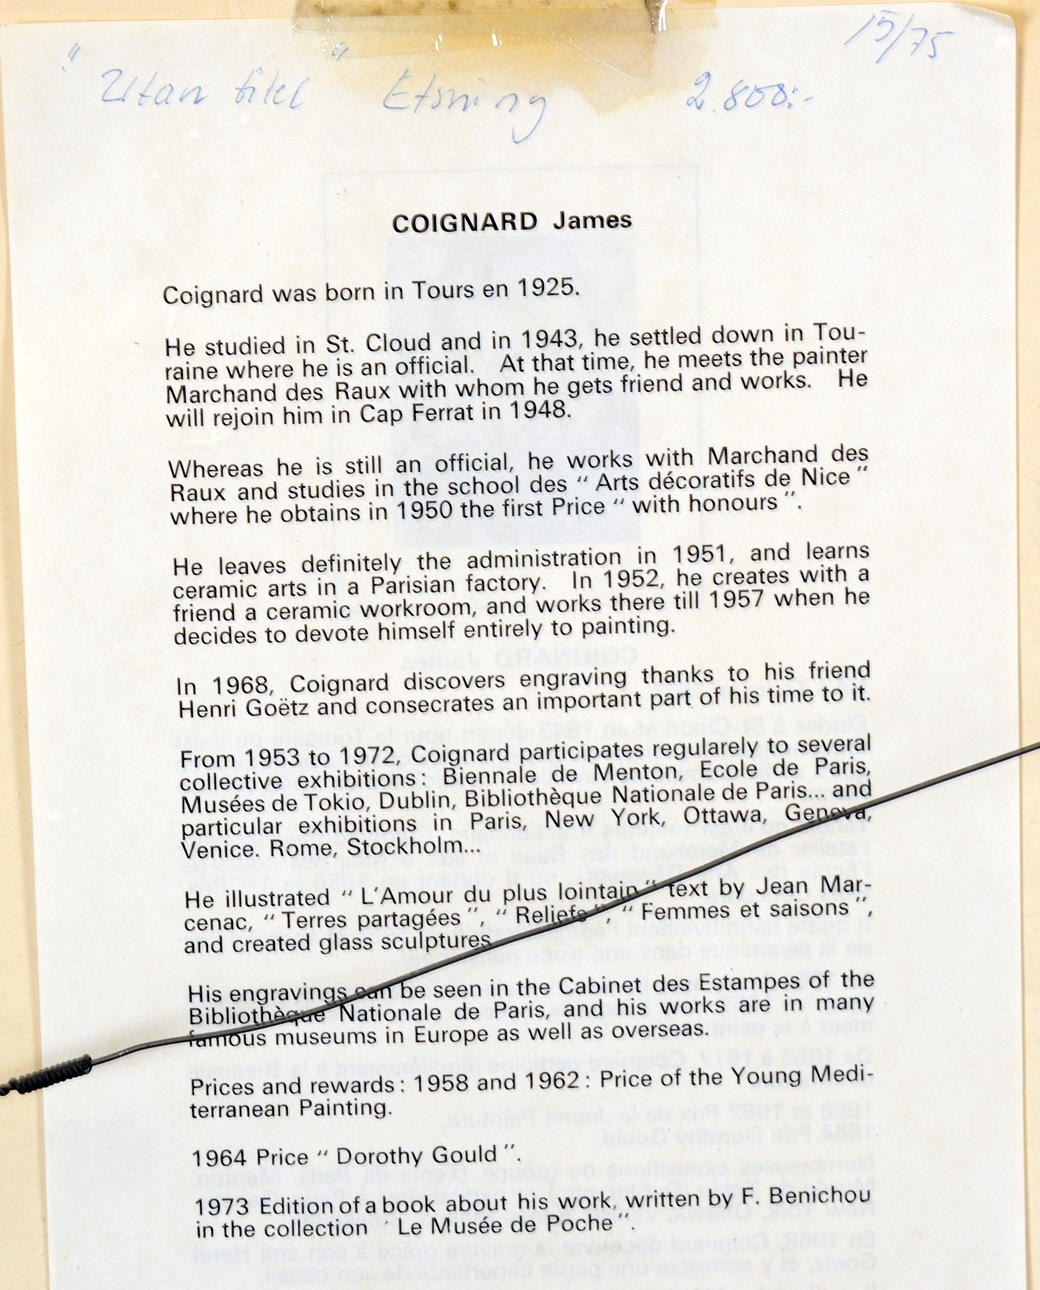 15/75
"Utan titel" Etsning 2.800:-
COIGNARD James
Coignard was born in Tours en 1925.
He studied in St. Cloud and in 1943, he settled down in Tou-
raine where he is an official. At that time, he meets the painter
Marchand des Raux with whom he gets friend and works. He
will rejoin him in Cap Ferrat in 1948.
Whereas he is still an official, he works with Marchand des
Raux and studies in the school des " Arts décoratifs de Nice "
where he obtains in 1950 the first Price " with honours ".
He leaves definitely the administration in 1951, and learns
ceramic arts in a Parisian factory. In 1952, he creates with a
friend a ceramic workroom, and works there till 1957 when he
decides to devote himself entirely to painting.
In 1968, Coignard discovers engraving thanks to his friend
Henri Goëtz and consecrates an important part of his time to it.
From 1953 to 1972, Coignard participates regularely to several
collective exhibitions: Biennale de Menton, Ecole de Paris,
Musées de Tokio, Dublin, Bibliothèque Nationale de Paris... and
particular exhibitions in Paris, New York, Ottawa, Geneva,
Venice. Rome, Stockholm...
He illustrated " L'Amour du plus lointain " text by Jean Mar-
cenac, " Terres partagées ", " Reliefs ", " Femmes et saisons ",
and created glass sculptures
His engravings can be seen in the Cabinet des Estampes of the
Bibliothèque Nationale de Paris, and his works are in many
famous museums in Europe as well as overseas.
Prices and rewards: 1958 and 1962: Price of the Young Medi-
terranean Painting.
1964 Price " Dorothy Gould ".
1973 Edition of a book about his work, written by F. Benichou
in the collection ' Le Musée de Poche ".